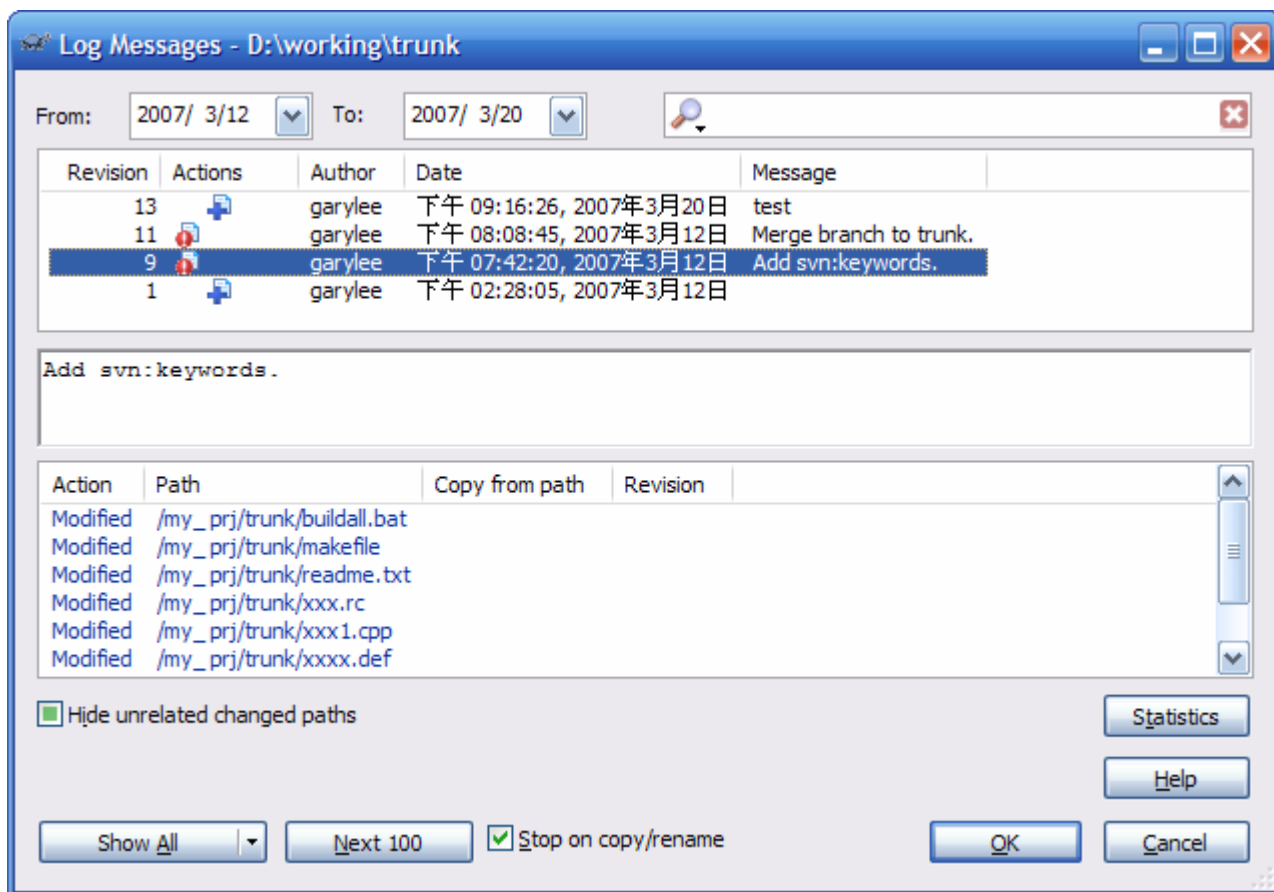 Log Messages - D:\working\trunk
From: 2007/ 3/12 To: 2007/ 3/20
Revision Actions Author Date Message
13 garylee 下午 09:16:26, 2007年3月20日 test
11 garylee 下午 08:08:45, 2007年3月12日 Merge branch to trunk.
9 garylee 下午 07:42:20, 2007年3月12日 Add svn:keywords.
1 garylee 下午 02:28:05, 2007年3月12日
Add svn:keywords.
Action Path Copy from path Revision
Modified /my_prj/trunk/buildall.bat
Modified /my_prj/trunk/makefile
Modified /my_prj/trunk/readme.txt
Modified /my_prj/trunk/xxx.rc
Modified /my_prj/trunk/xxx1.cpp
Modified /my_prj/trunk/xxxx.def
Hide unrelated changed paths Statistics
Help
Show All Next 100 Stop on copy/rename OK Cancel